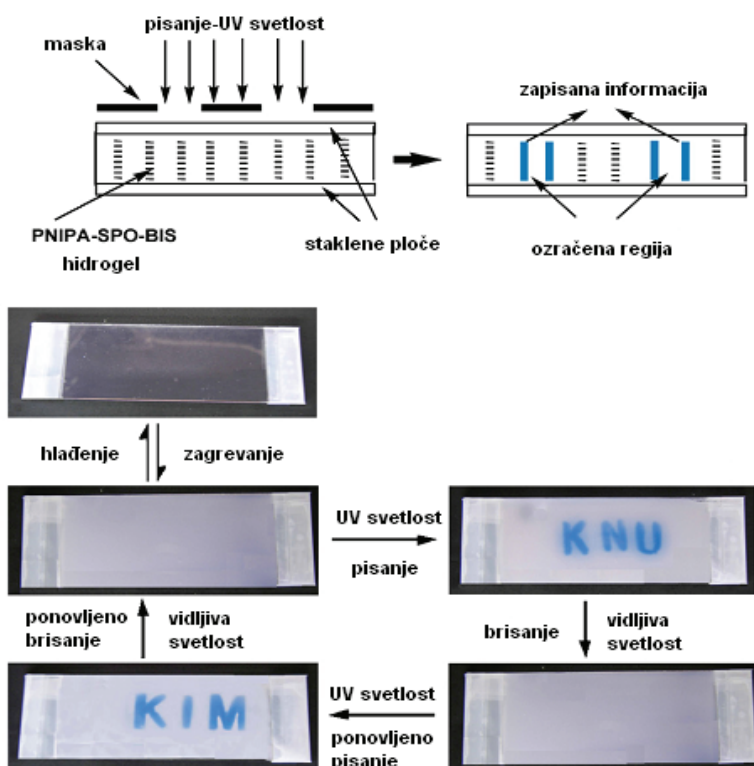 pisanje-UV svetlost
maska
zapisana informacija
PNIPA-SPO-BIS
hidrogel
staklene ploče
ozračena regija
hlađenje
zagrevanje
UV svetlost
pisanje
KNU
ponovljeno
brisanje
vidljiva
svetlost
brisanje
vidljiva
svetlost
KIM
UV svetlost
ponovljeno
pisanje